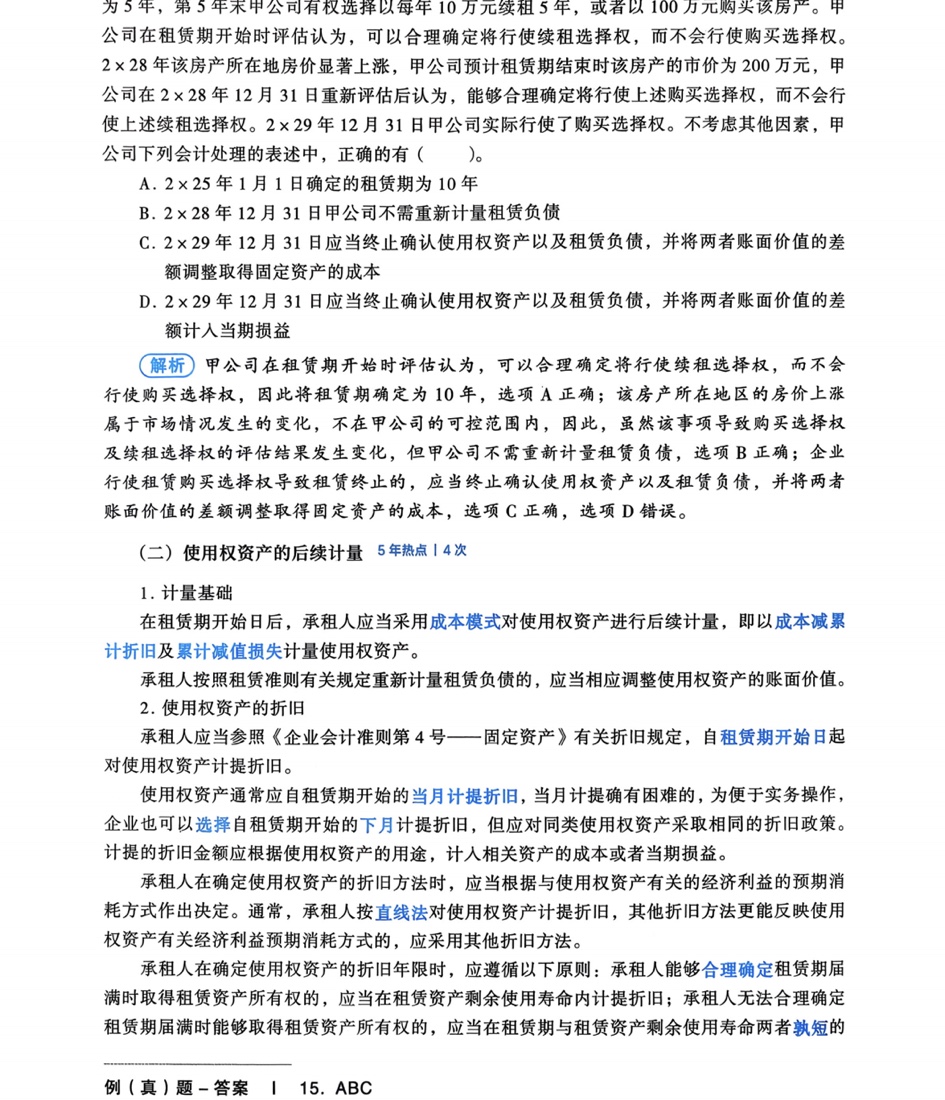 为 5 年，第 5 年末甲公司有权选择以每年 10 万元续租 5 年，或者以 100 万元购买该房产。甲
公司在租赁期开始时评估认为，可以合理确定将行使续租选择权，而不会行使购买选择权。
2×28 年该房产所在地房价显著上涨，甲公司预计租赁期结束时该房产的市价为 200 万元，甲
公司在 2×28 年 12 月 31 日重新评估后认为，能够合理确定将行使上述购买选择权，而不会行
使上述续租选择权。2×29 年 12 月 31 日甲公司实际行使了购买选择权。不考虑其他因素，甲
公司下列会计处理的表述中，正确的有（　　）。
A. 2×25 年 1 月 1 日确定的租赁期为 10 年
B. 2×28 年 12 月 31 日甲公司不需重新计量租赁负债
C. 2×29 年 12 月 31 日应当终止确认使用权资产以及租赁负债，并将两者账面价值的差
额调整取得固定资产的成本
D. 2×29 年 12 月 31 日应当终止确认使用权资产以及租赁负债，并将两者账面价值的差
额计入当期损益
解析 甲公司在租赁期开始时评估认为，可以合理确定将行使续租选择权，而不会
行使购买选择权，因此将租赁期确定为 10 年，选项 A 正确；该房产所在地区的房价上涨
属于市场情况发生的变化，不在甲公司的可控范围内，因此，虽然该事项导致购买选择权
及续租选择权的评估结果发生变化，但甲公司不需重新计量租赁负债，选项 B 正确；企业
行使租赁购买选择权导致租赁终止的，应当终止确认使用权资产以及租赁负债，并将两者
账面价值的差额调整取得固定资产的成本，选项 C 正确，选项 D 错误。
（二）使用权资产的后续计量 5 年热点｜4 次
1. 计量基础
在租赁期开始日后，承租人应当采用成本模式对使用权资产进行后续计量，即以成本减累
计折旧及累计减值损失计量使用权资产。
承租人按照租赁准则有关规定重新计量租赁负债的，应当相应调整使用权资产的账面价值。
2. 使用权资产的折旧
承租人应当参照《企业会计准则第 4 号——固定资产》有关折旧规定，自租赁期开始日起
对使用权资产计提折旧。
使用权资产通常应自租赁期开始的当月计提折旧，当月计提确有困难的，为便于实务操作，
企业也可以选择自租赁期开始的下月计提折旧，但应对同类使用权资产采取相同的折旧政策。
计提的折旧金额应根据使用权资产的用途，计入相关资产的成本或者当期损益。
承租人在确定使用权资产的折旧方法时，应当根据与使用权资产有关的经济利益的预期消
耗方式作出决定。通常，承租人按直线法对使用权资产计提折旧，其他折旧方法更能反映使用
权资产有关经济利益预期消耗方式的，应采用其他折旧方法。
承租人在确定使用权资产的折旧年限时，应遵循以下原则：承租人能够合理确定租赁期届
满时取得租赁资产所有权的，应当在租赁资产剩余使用寿命内计提折旧；承租人无法合理确定
租赁期届满时能够取得租赁资产所有权的，应当在租赁期与租赁资产剩余使用寿命两者孰短的
例（真）题－答案 ｜ 15. ABC